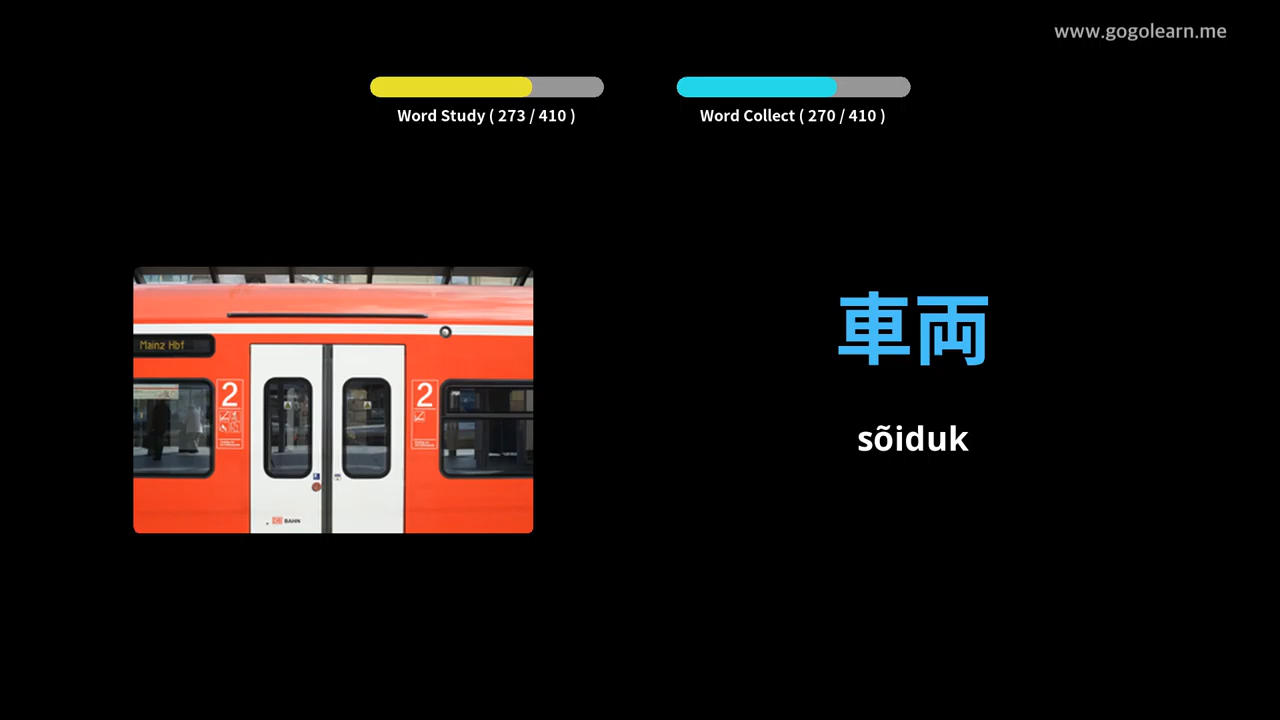 www.gogolearn.me
Word Study ( 273 / 410 )
Word Collect ( 270 / 410 )
Mainz Hbf
2
2
DB BAHN
車両
sõiduk